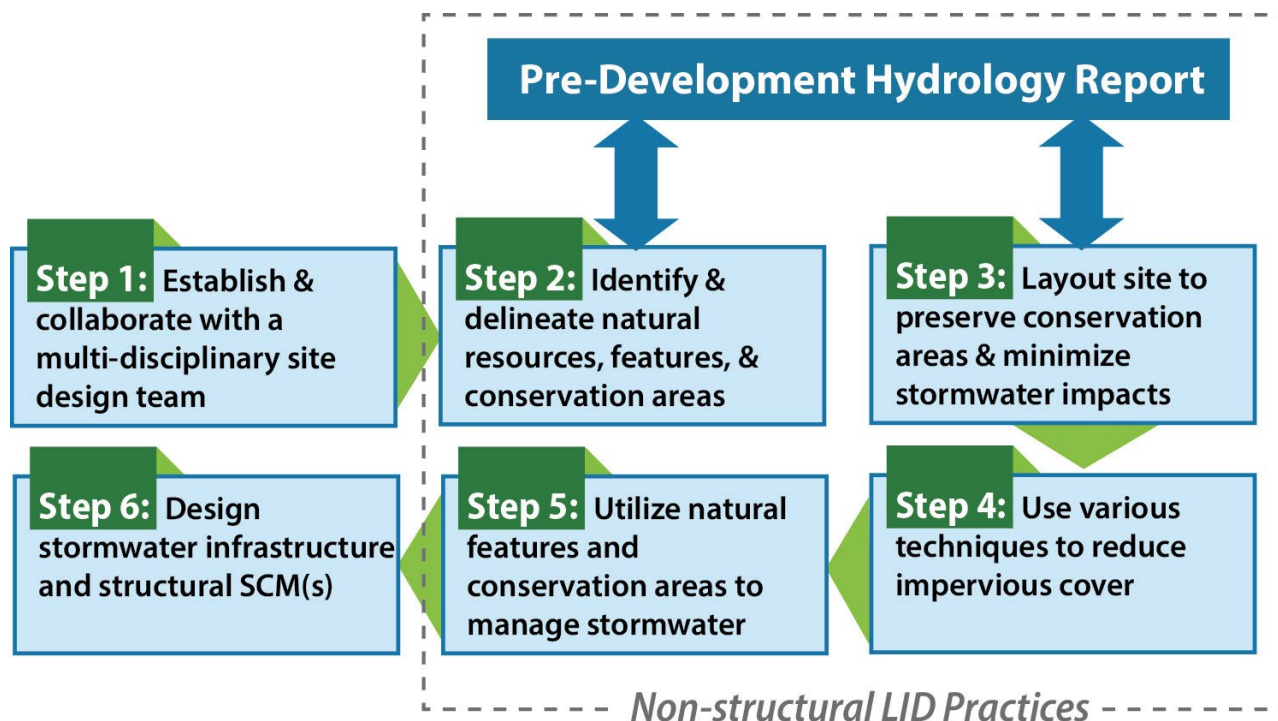 Pre-Development Hydrology Report
Step 1: Establish &
collaborate with a
multi-disciplinary site
design team
Step 2: Identify &
delineate natural
resources, features, &
conservation areas
Step 3: Layout site to
preserve conservation
areas & minimize
stormwater impacts
Step 4: Use various
techniques to reduce
impervious cover
Step 5: Utilize natural
features and
conservation areas to
manage stormwater
Step 6: Design
stormwater infrastructure
and structural SCM(s)
Non-structural LID Practices